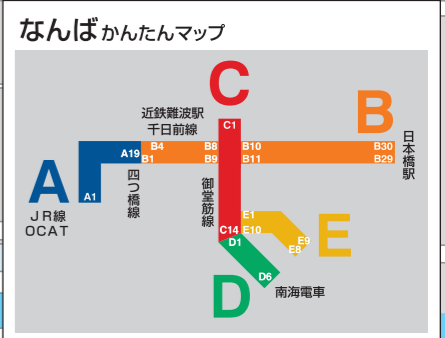 なんば かんたんマップ
C
近鉄難波駅
千日前線
B
C1
A19
B4
B8
B10
B30
B1
B9
B11
B29
日本橋駅
A
A1
四つ橋線
御堂筋線
JR線
OCAT
E1
E10
E9
E8
E
C14
D1
D6
D
南海電車